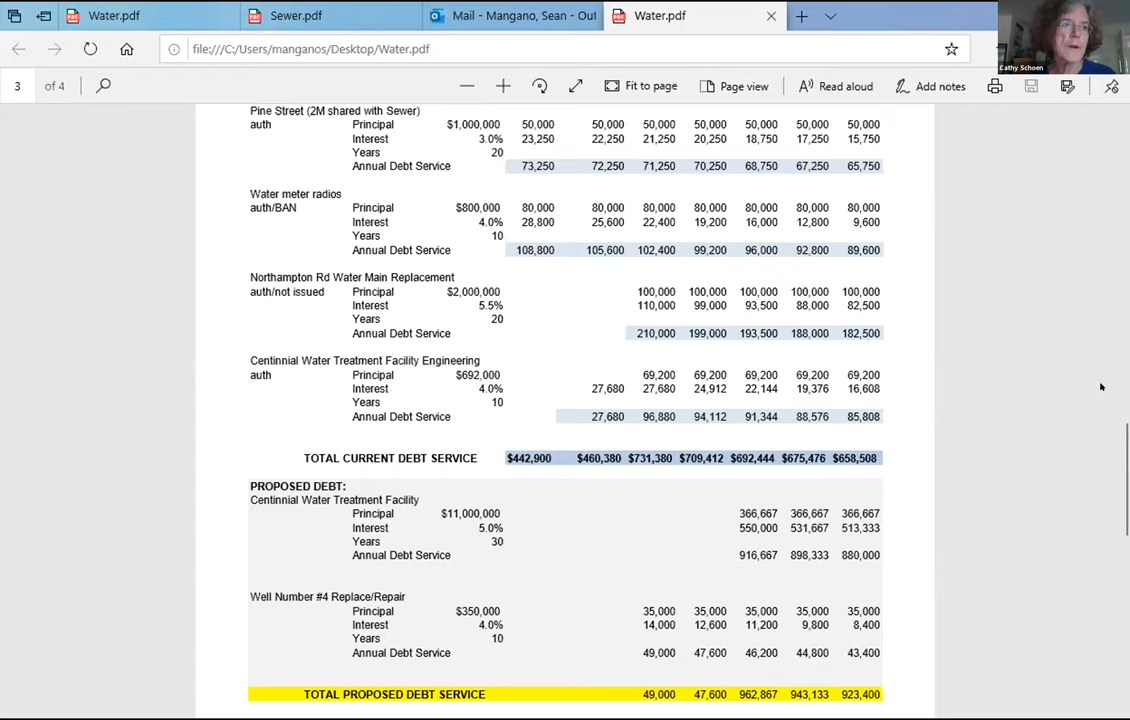 Water.pdf
Sewer.pdf
Mail - Mangano, Sean - Out
Water.pdf
file:///C:/Users/manganos/Desktop/Water.pdf
Cathy Schoen
3 of 4
Fit to page
Page view
Read aloud
Add notes
Pine Street (2M shared with Sewer)
auth Principal $1,000,000 50,000 50,000 50,000 50,000 50,000 50,000 50,000
Interest 3.0% 23,250 22,250 21,250 20,250 18,750 17,250 15,750
Years 20
Annual Debt Service 73,250 72,250 71,250 70,250 68,750 67,250 65,750
Water meter radios
auth/BAN Principal $800,000 80,000 80,000 80,000 80,000 80,000 80,000 80,000
Interest 4.0% 28,800 25,600 22,400 19,200 16,000 12,800 9,600
Years 10
Annual Debt Service 108,800 105,600 102,400 99,200 96,000 92,800 89,600
Northampton Rd Water Main Replacement
auth/not issued Principal $2,000,000 100,000 100,000 100,000 100,000 100,000
Interest 5.5% 110,000 99,000 93,500 88,000 82,500
Years 20
Annual Debt Service 210,000 199,000 193,500 188,000 182,500
Centinnial Water Treatment Facility Engineering
auth Principal $692,000 69,200 69,200 69,200 69,200 69,200
Interest 4.0% 27,680 27,680 24,912 22,144 19,376 16,608
Years 10
Annual Debt Service 27,680 96,880 94,112 91,344 88,576 85,808
TOTAL CURRENT DEBT SERVICE $442,900 $460,380 $731,380 $709,412 $692,444 $675,476 $658,508
PROPOSED DEBT:
Centinnial Water Treatment Facility
Principal $11,000,000 366,667 366,667 366,667
Interest 5.0% 550,000 531,667 513,333
Years 30
Annual Debt Service 916,667 898,333 880,000
Well Number #4 Replace/Repair
Principal $350,000 35,000 35,000 35,000 35,000 35,000
Interest 4.0% 14,000 12,600 11,200 9,800 8,400
Years 10
Annual Debt Service 49,000 47,600 46,200 44,800 43,400
TOTAL PROPOSED DEBT SERVICE 49,000 47,600 962,867 943,133 923,400